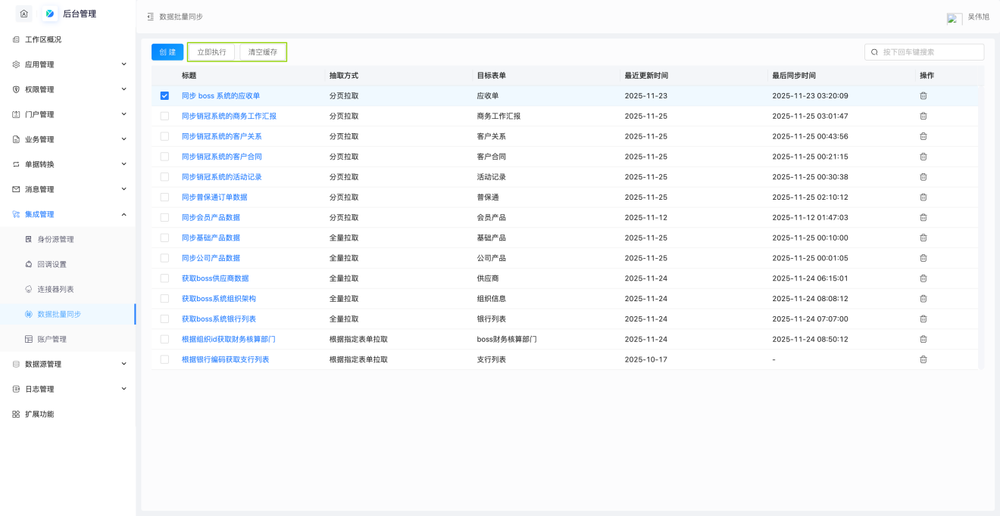 后台管理
数据批量同步
吴伟旭
工作区概况
应用管理
权限管理
门户管理
业务管理
单据转换
消息管理
集成管理
身份源管理
回调设置
连接器列表
数据批量同步
账户管理
数据源管理
日志管理
扩展功能
创 建 立即执行 清空缓存 按下回车键搜索
标题 抽取方式 目标表单 最近更新时间 最后同步时间 操作
同步 boss 系统的应收单 分页拉取 应收单 2025-11-23 2025-11-23 03:20:09
同步销冠系统的商务工作汇报 分页拉取 商务工作汇报 2025-11-25 2025-11-25 03:01:47
同步销冠系统的客户关系 分页拉取 客户关系 2025-11-25 2025-11-25 00:43:56
同步销冠系统的客户合同 分页拉取 客户合同 2025-11-25 2025-11-25 00:21:15
同步销冠系统的活动记录 分页拉取 活动记录 2025-11-25 2025-11-25 00:30:38
同步普保通订单数据 分页拉取 普保通 2025-11-25 2025-11-25 02:10:12
同步会员产品数据 分页拉取 会员产品 2025-11-12 2025-11-12 01:47:03
同步基础产品数据 全量拉取 基础产品 2025-11-25 2025-11-25 00:10:00
同步公司产品数据 全量拉取 公司产品 2025-11-25 2025-11-25 00:01:05
获取boss供应商数据 全量拉取 供应商 2025-11-24 2025-11-24 06:15:01
获取boss系统组织架构 全量拉取 组织信息 2025-11-24 2025-11-24 08:08:12
获取boss系统银行列表 全量拉取 银行列表 2025-11-24 2025-11-24 07:07:00
根据组织id获取财务核算部门 根据指定表单拉取 boss财务核算部门 2025-11-24 2025-11-24 08:50:12
根据银行编码获取支行列表 根据指定表单拉取 支行列表 2025-10-17 -